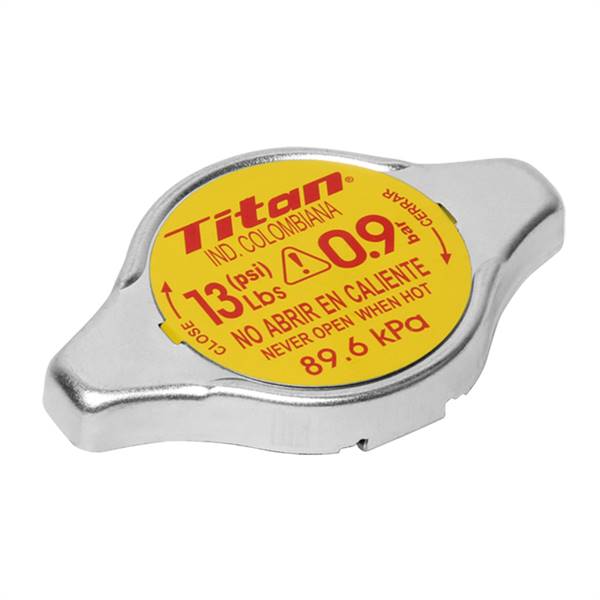 Titan®
IND. COLOMBIANA
13 (psi) Lbs
0.9 bar
NO ABRIR EN CALIENTE
NEVER OPEN WHEN HOT
89.6 kPa
CLOSE
CERRAR